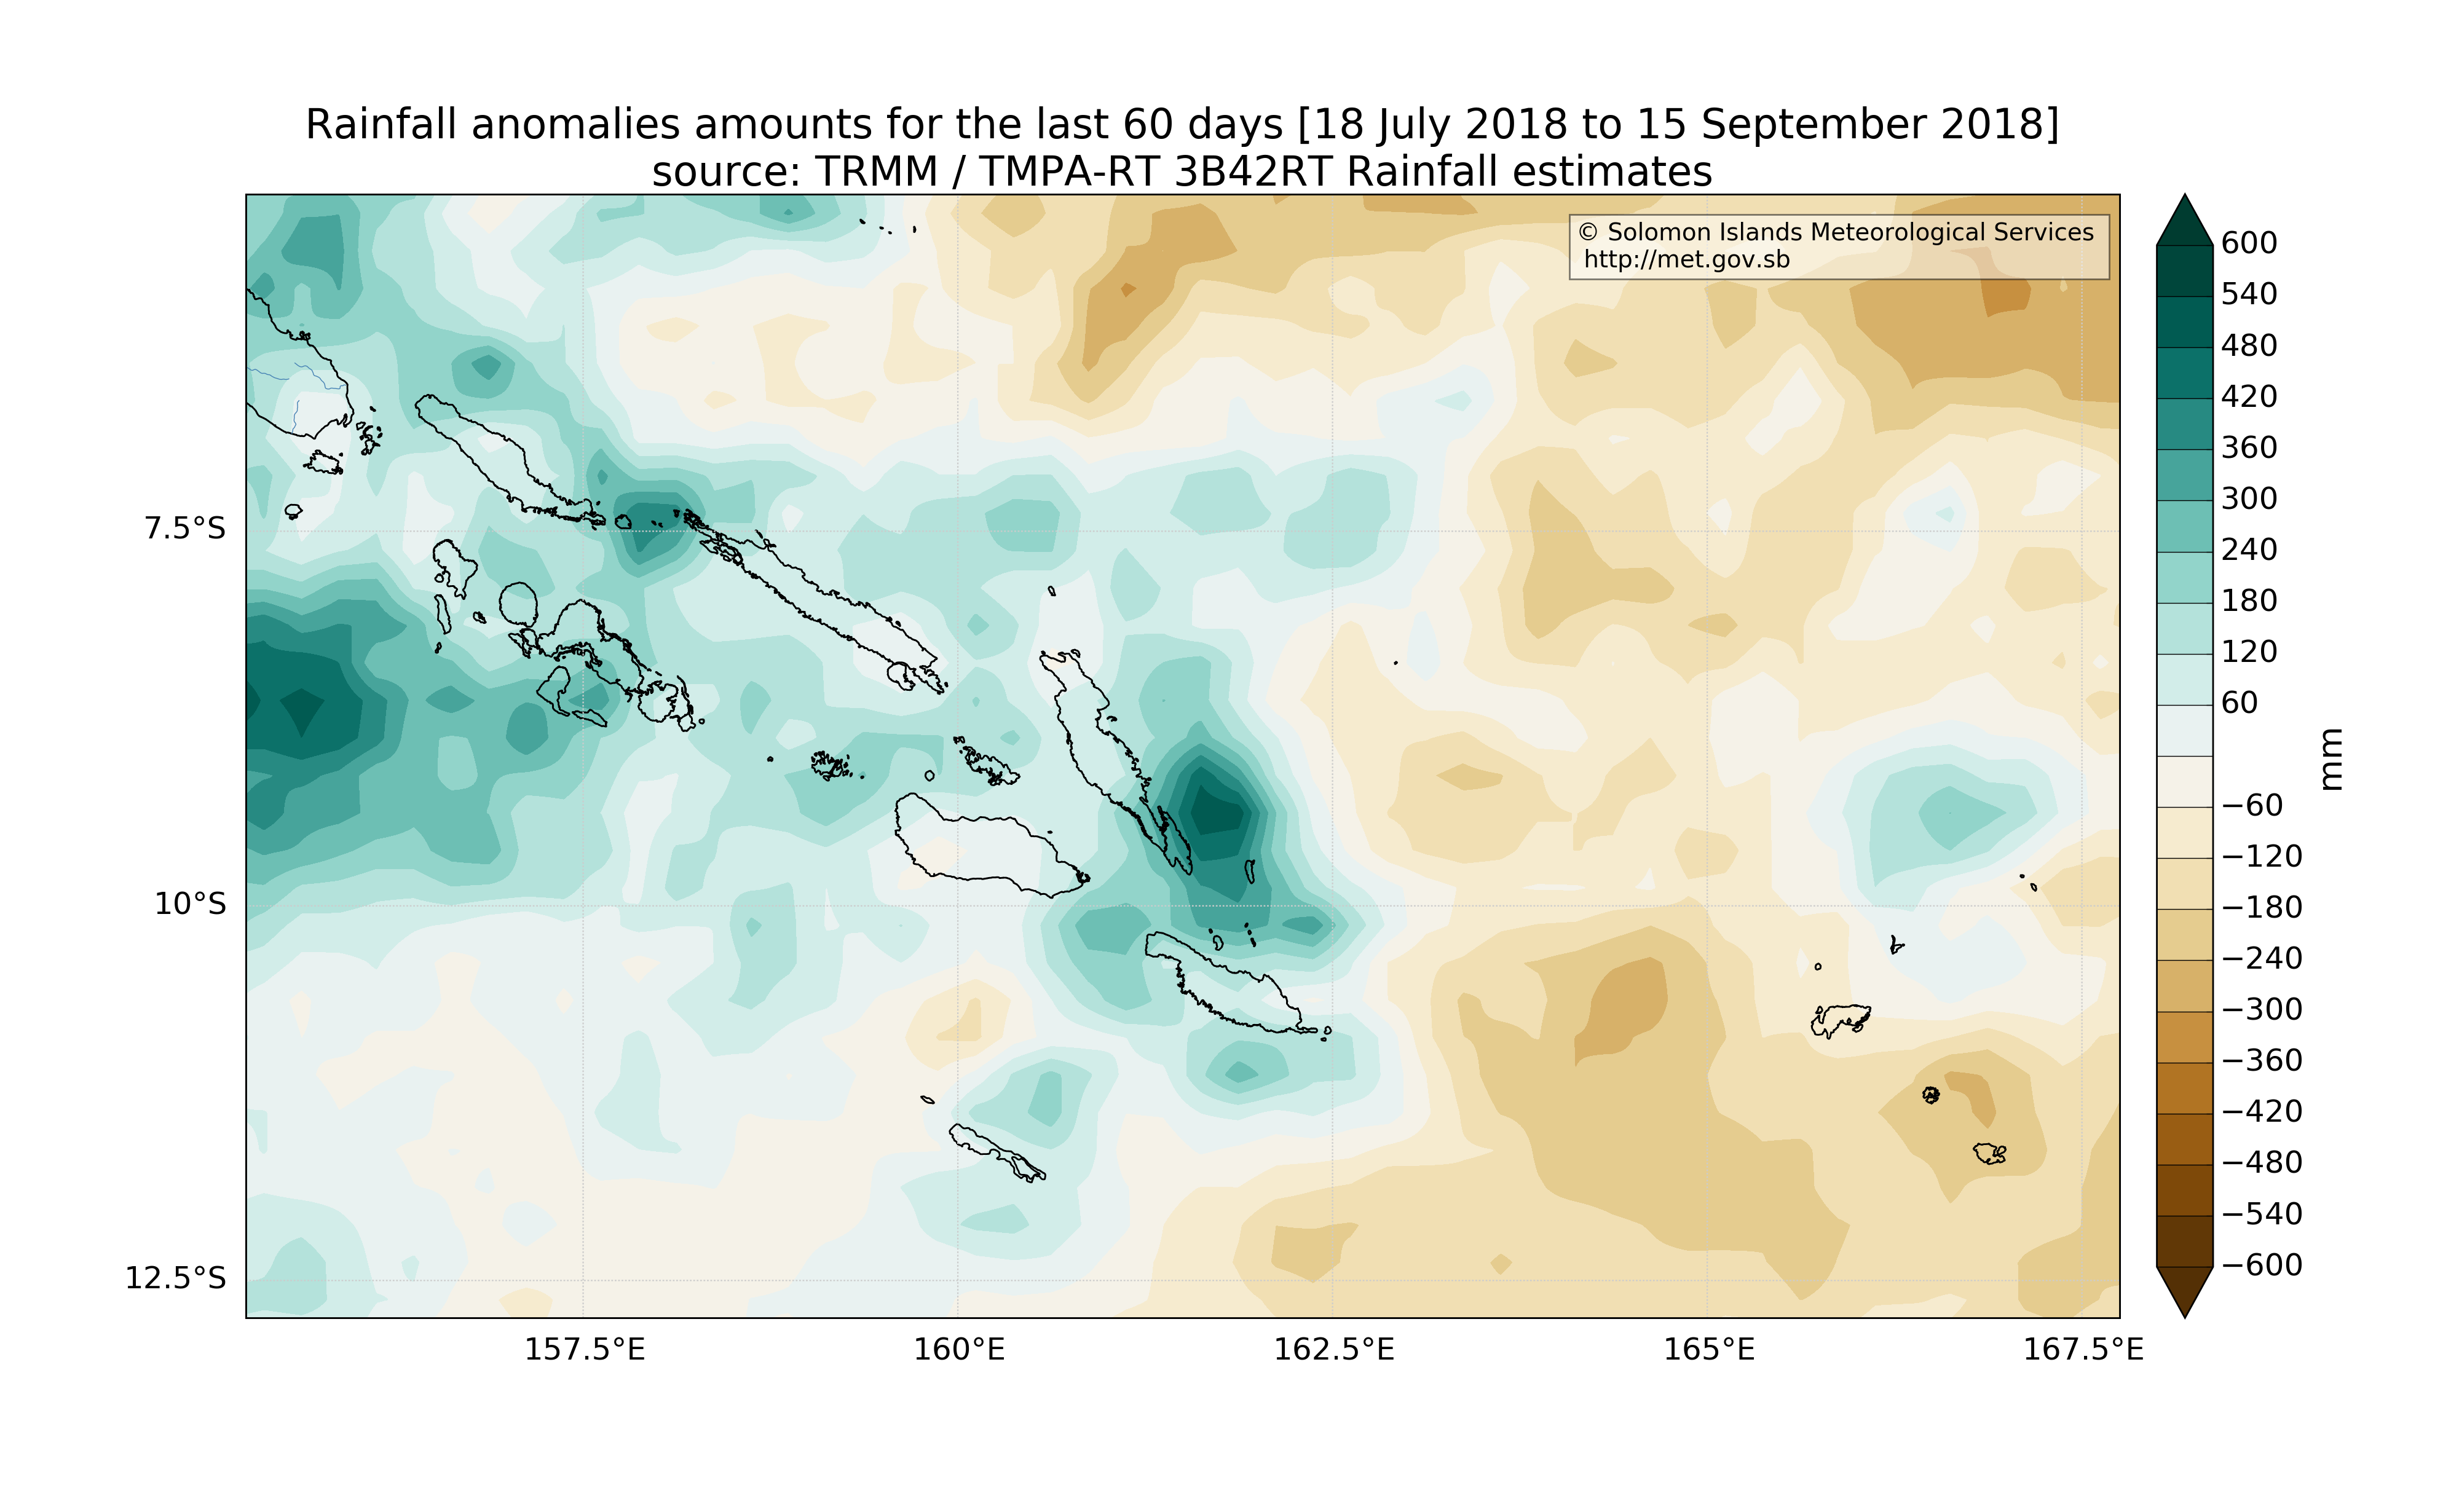 Rainfall anomalies amounts for the last 60 days [18 July 2018 to 15 September 2018]
source: TRMM / TMPA-RT 3B42RT Rainfall estimates
© Solomon Islands Meteorological Services
http://met.gov.sb
7.5°S
10°S
12.5°S
157.5°E
160°E
162.5°E
165°E
167.5°E
600
540
480
420
360
300
240
180
120
60
−60
−120
−180
−240
−300
−360
−420
−480
−540
−600
mm